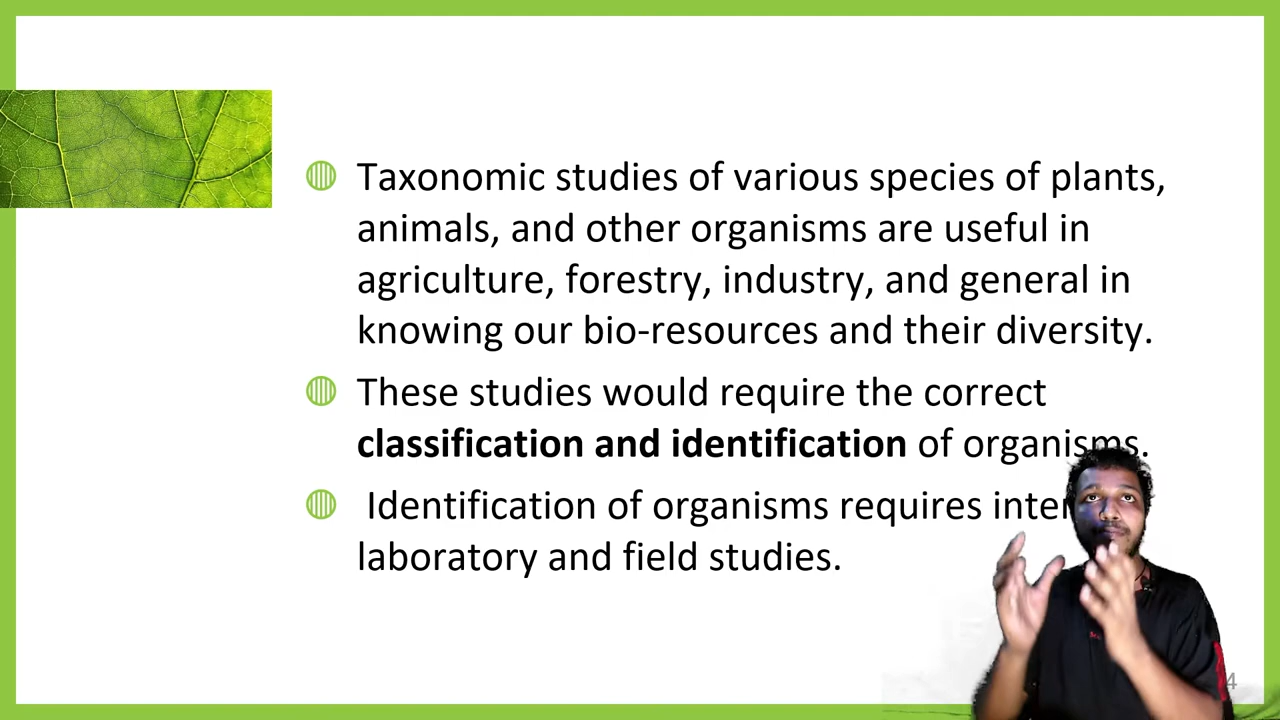 Taxonomic studies of various species of plants,
animals, and other organisms are useful in
agriculture, forestry, industry, and general in
knowing our bio-resources and their diversity.
These studies would require the correct
classification and identification of organisms.
Identification of organisms requires
laboratory and field studies.
4